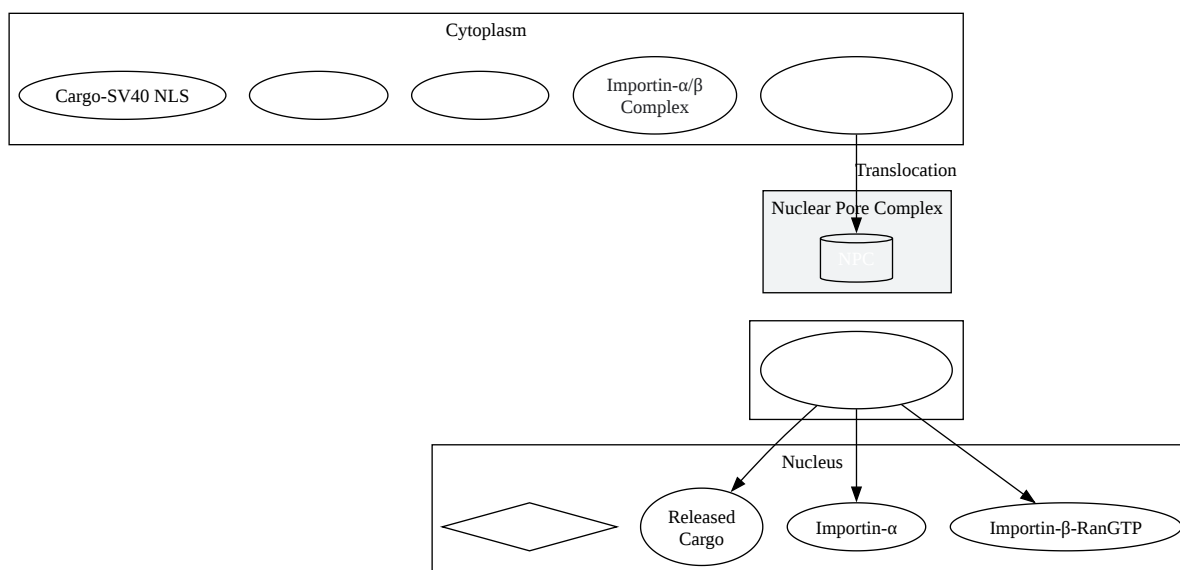 Cytoplasm
Cargo-SV40 NLS
Importin-α/β
Complex
Translocation
Nuclear Pore Complex
NPC
Nucleus
Released
Cargo
Importin-α
Importin-β-RanGTP